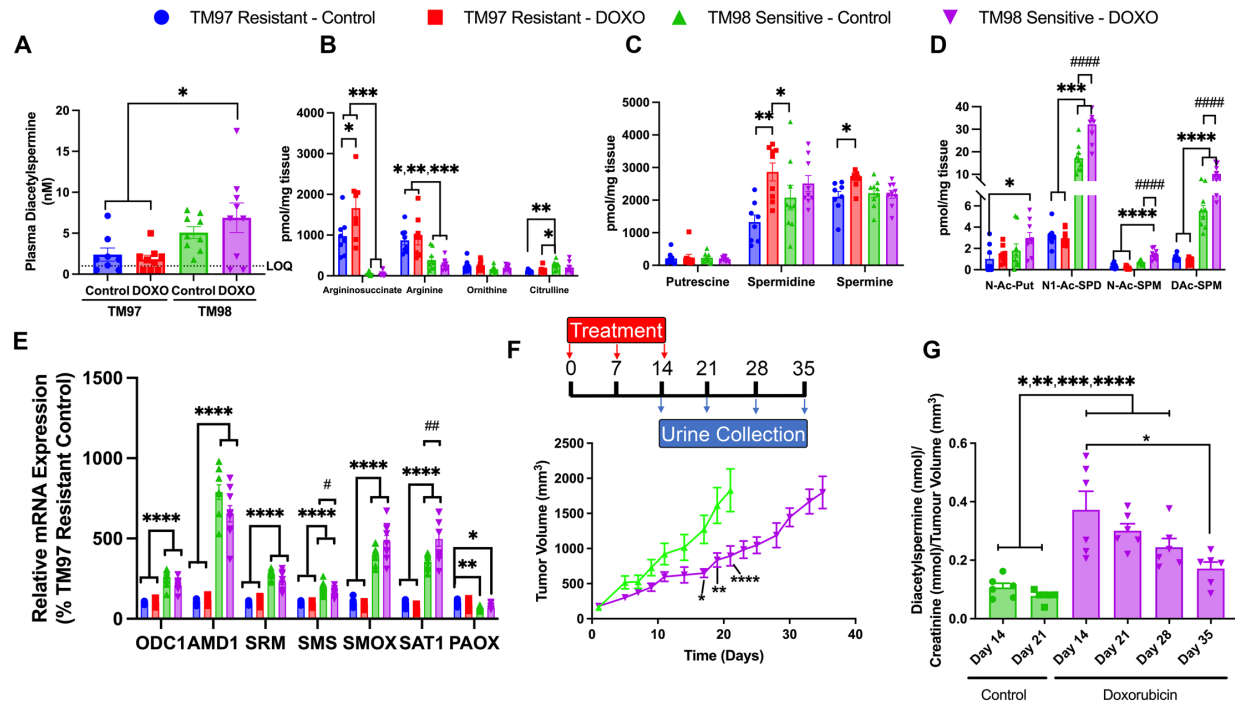 TM97 Resistant - Control TM97 Resistant - DOXO TM98 Sensitive - Control TM98 Sensitive - DOXO
A
Plasma Diacetylspermine
(nM)
20
15
10
5
0
*
LOQ
Control DOXO Control DOXO
TM97 TM98
B
pmol/mg tissue
4000
3000
2000
1000
0
***
*
*,**,***
**
*
Argininosuccinate Arginine Ornithine Citrulline
C
pmol/mg tissue
5000
4000
3000
2000
1000
0
**
*
*
Putrescine Spermidine Spermine
D
pmol/mg tissue
40
30
20
10
6
4
2
0
*
***
####
****
####
****
####
N-Ac-Put N1-Ac-SPD N-Ac-SPM DAc-SPM
E
Relative mRNA Expression
(% TM97 Resistant Control)
1500
1000
500
0
****
****
****
****
#
****
****
##
*
**
ODC1 AMD1 SRM SMS SMOX SAT1 PAOX
F
Treatment
0 7 14 21 28 35
Urine Collection
Tumor Volume (mm3)
2500
2000
1500
1000
500
0
*
**
****
0 10 20 30 40
Time (Days)
G
Diacetylspermine (nmol)/
Creatinine (mmol)/Tumour Volume (mm3)
0.6
0.4
0.2
0.0
*,**,***,****
*
Day 14 Day 21 Day 14 Day 21 Day 28 Day 35
Control Doxorubicin